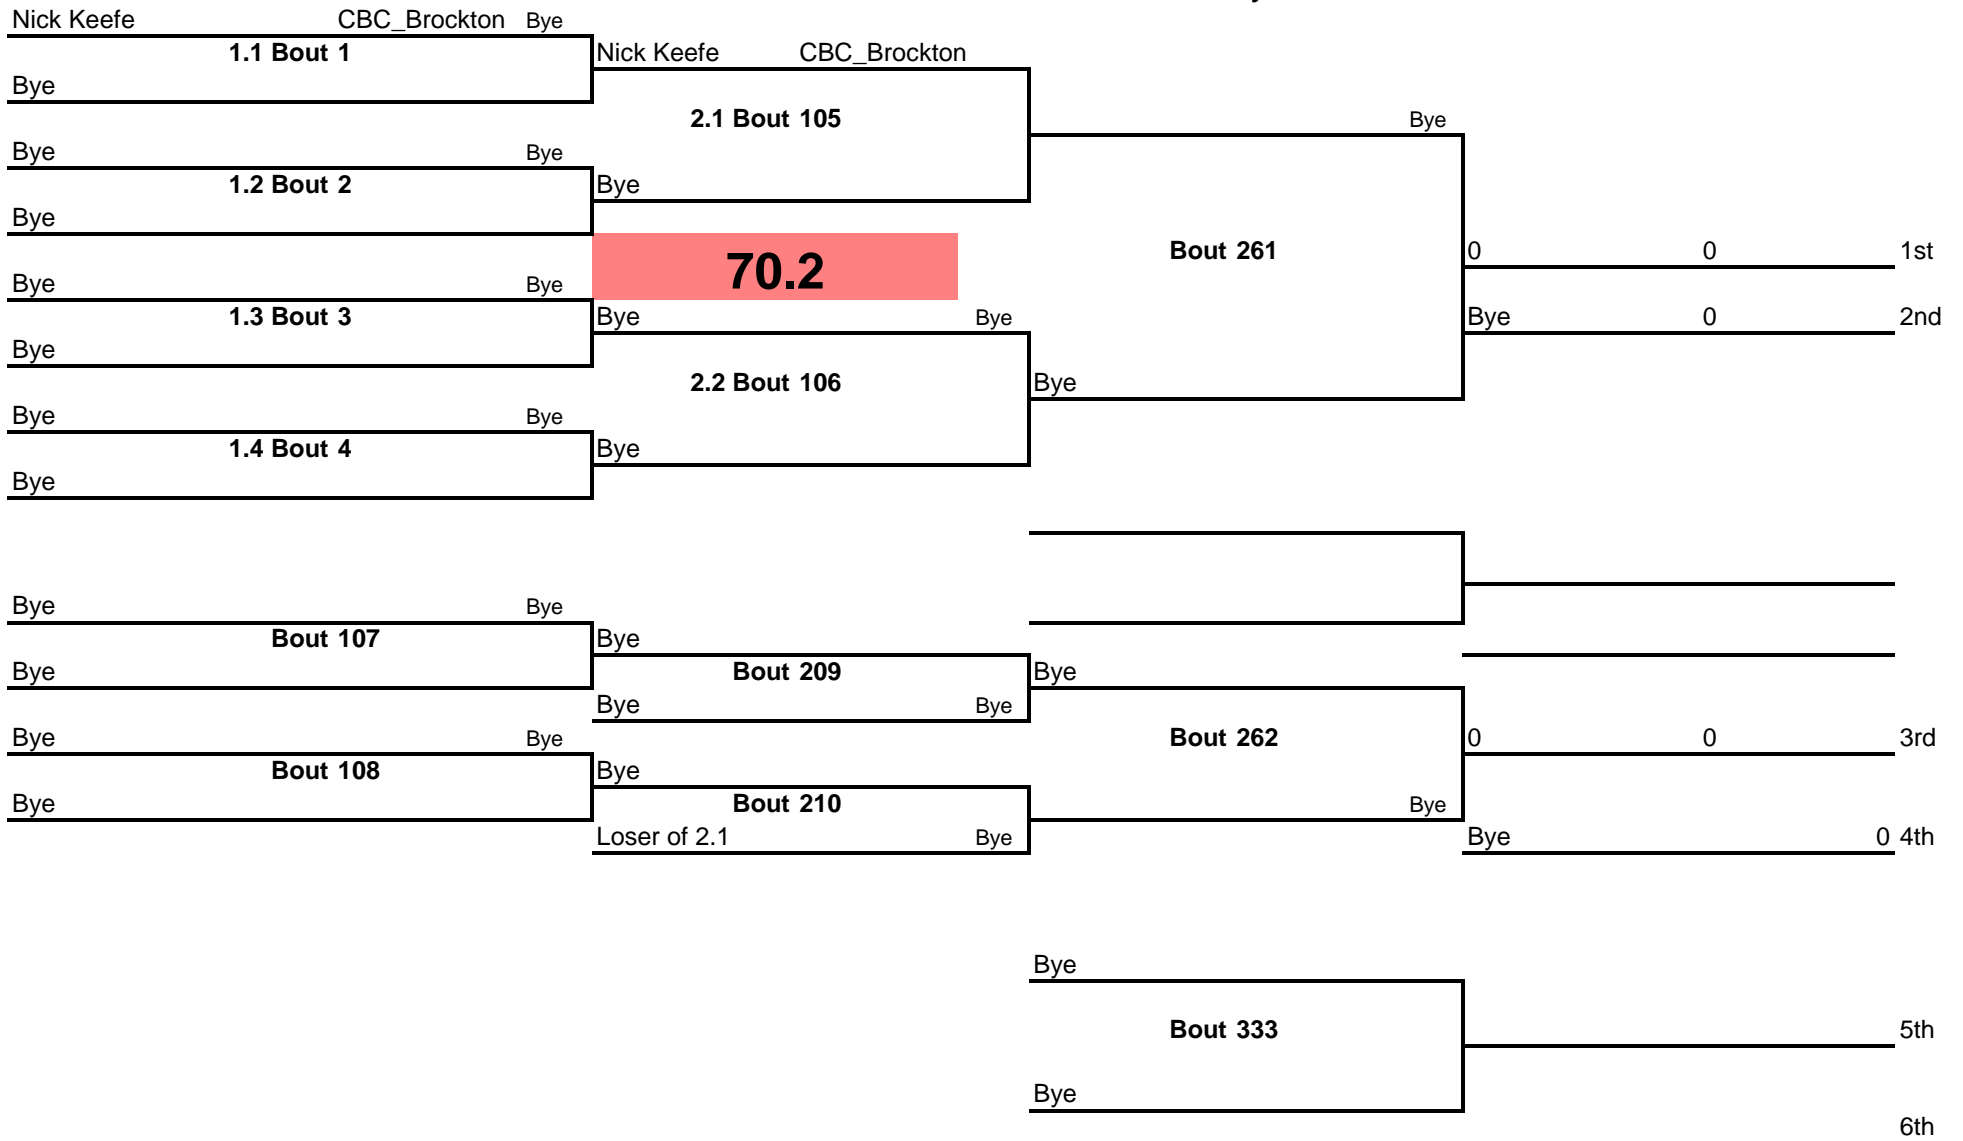 Nick Keefe CBC_Brockton Bye
1.1 Bout 1
Nick Keefe CBC_Brockton
Bye
2.1 Bout 105
Bye
Bye Bye
1.2 Bout 2
Bye
Bye
70.2
Bout 261
0 0 1st
Bye Bye
1.3 Bout 3
Bye Bye
Bye 0 2nd
Bye
2.2 Bout 106
Bye
Bye Bye
1.4 Bout 4
Bye
Bye
Bye Bye
Bout 107
Bye
Bye
Bout 209
Bye
Bye Bye
Bye Bye
Bout 262
0 0 3rd
Bout 108
Bye
Bye
Bout 210
Bye
Loser of 2.1 Bye
Bye 0 4th
Bye
Bout 333
5th
Bye
6th